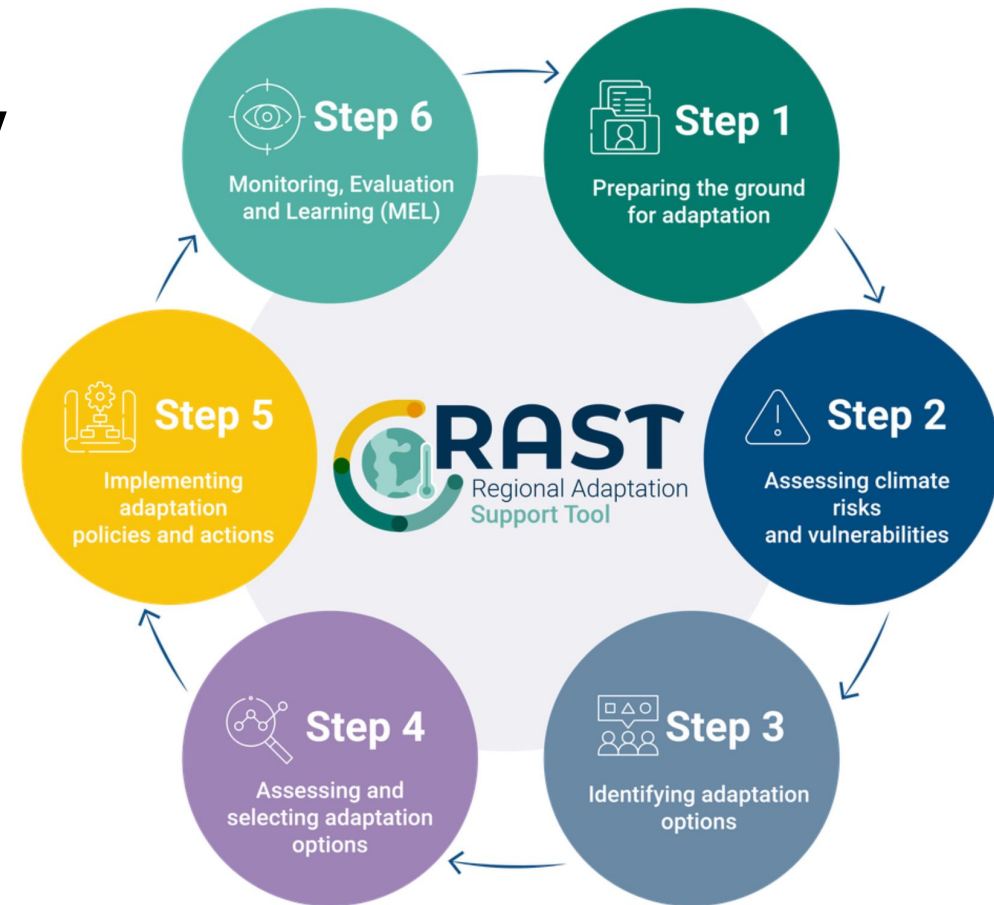 Step 1
Preparing the ground
for adaptation
Step 2
Assessing climate
risks
and vulnerabilities
Step 3
Identifying adaptation
options
Step 4
Assessing and
selecting adaptation
options
Step 5
Implementing
adaptation
policies and actions
Step 6
Monitoring, Evaluation
and Learning (MEL)
RAST
Regional Adaptation
Support Tool